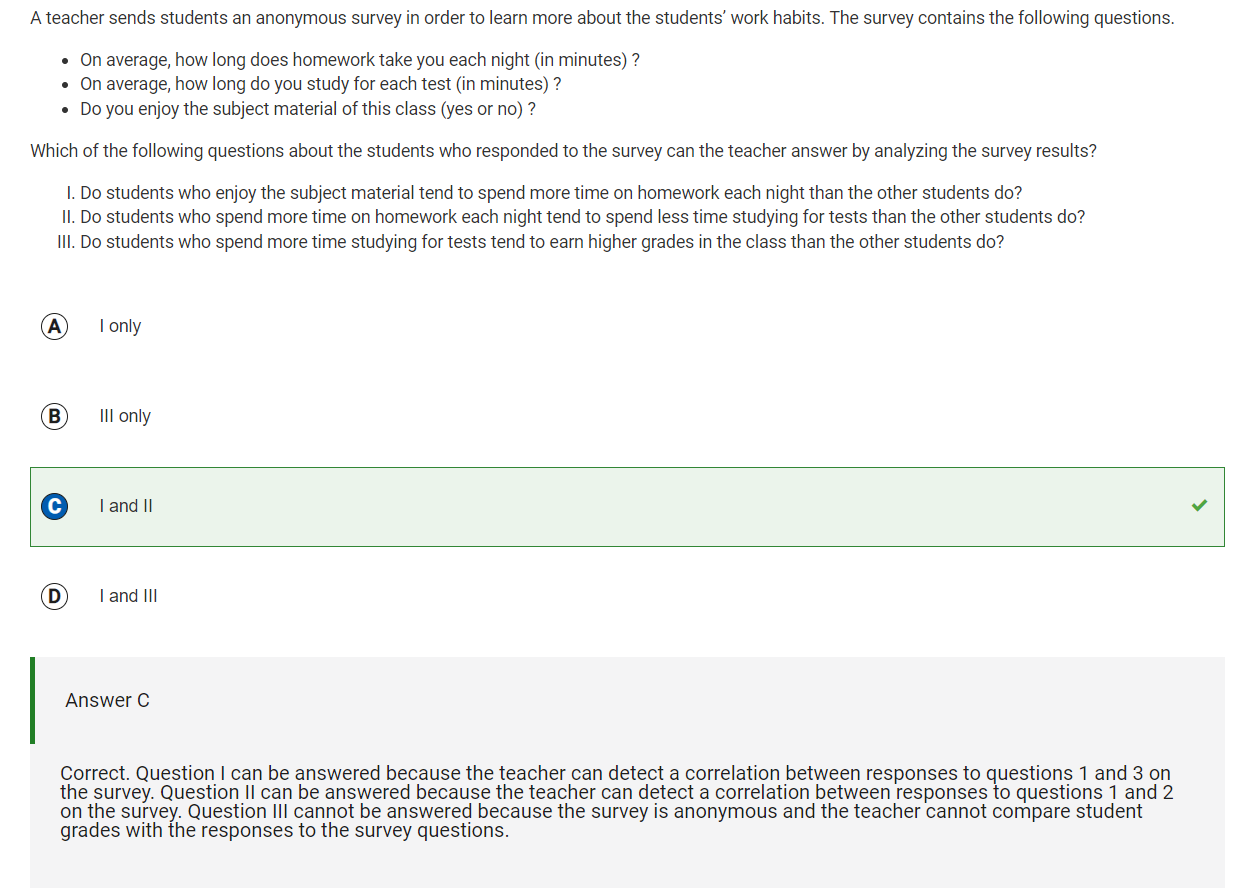 A teacher sends students an anonymous survey in order to learn more about the students’ work habits. The survey contains the following questions.
• On average, how long does homework take you each night (in minutes) ?
• On average, how long do you study for each test (in minutes) ?
• Do you enjoy the subject material of this class (yes or no) ?
Which of the following questions about the students who responded to the survey can the teacher answer by analyzing the survey results?
I. Do students who enjoy the subject material tend to spend more time on homework each night than the other students do?
II. Do students who spend more time on homework each night tend to spend less time studying for tests than the other students do?
III. Do students who spend more time studying for tests tend to earn higher grades in the class than the other students do?
A I only
B III only
C I and II
D I and III
Answer C
Correct. Question I can be answered because the teacher can detect a correlation between responses to questions 1 and 3 on
the survey. Question II can be answered because the teacher can detect a correlation between responses to questions 1 and 2
on the survey. Question III cannot be answered because the survey is anonymous and the teacher cannot compare student
grades with the responses to the survey questions.